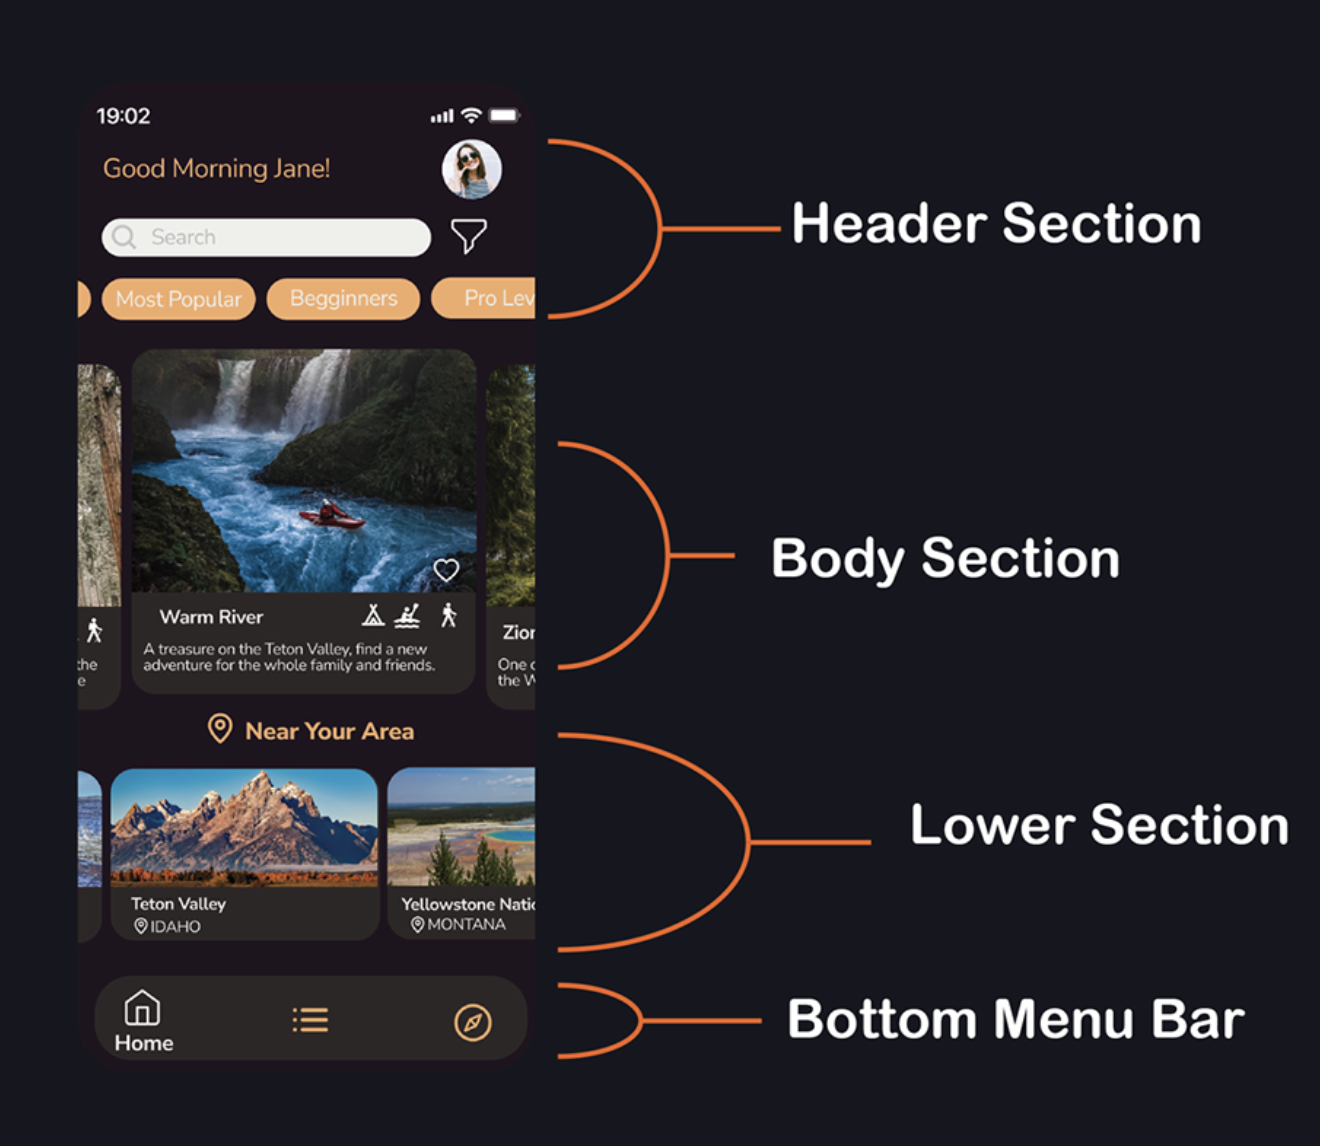 19:02
Good Morning Jane!
Search
Most Popular
Begginners
Pro Lev
Header Section
Body Section
Warm River
A treasure on the Teton Valley, find a new
adventure for the whole family and friends.
the
e
Zior
One o
the W
Near Your Area
Lower Section
Teton Valley
IDAHO
Yellowstone Natio
MONTANA
Home
Bottom Menu Bar